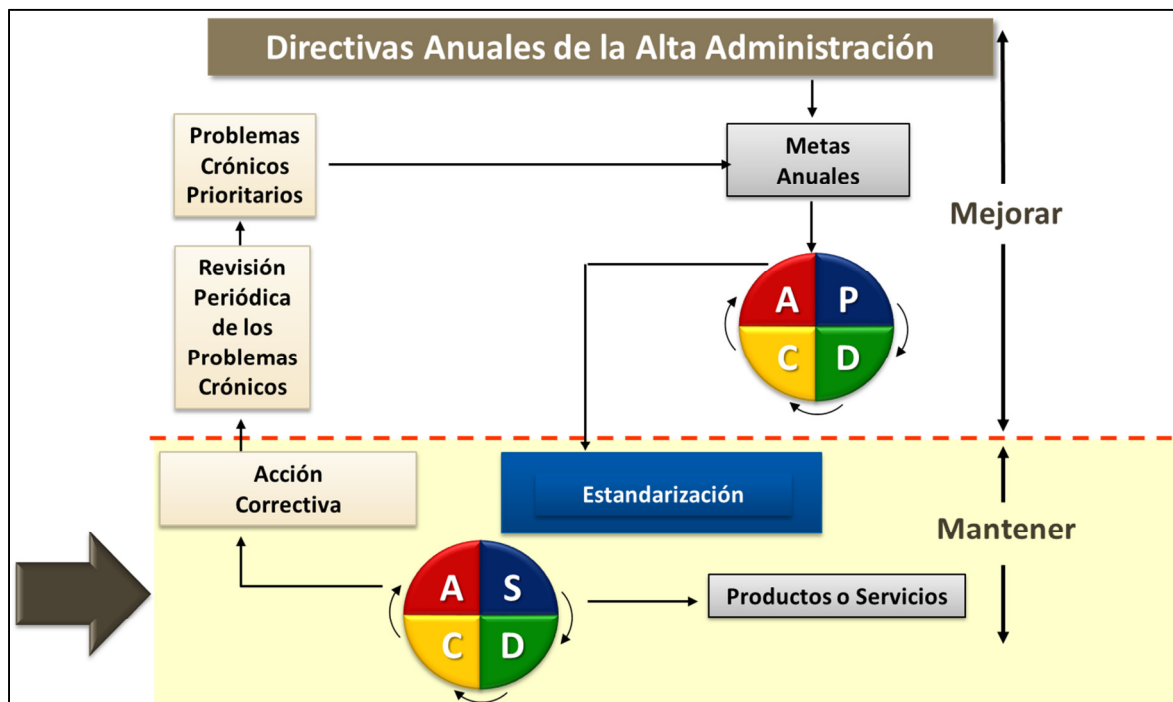 Directivas Anuales de la Alta Administración
Problemas
Crónicos
Prioritarios
Metas
Anuales
Mejorar
Revisión
Periódica
de los
Problemas
Crónicos
A P
C D
Acción
Correctiva
Estandarización
Mantener
A S
C D
Productos o Servicios